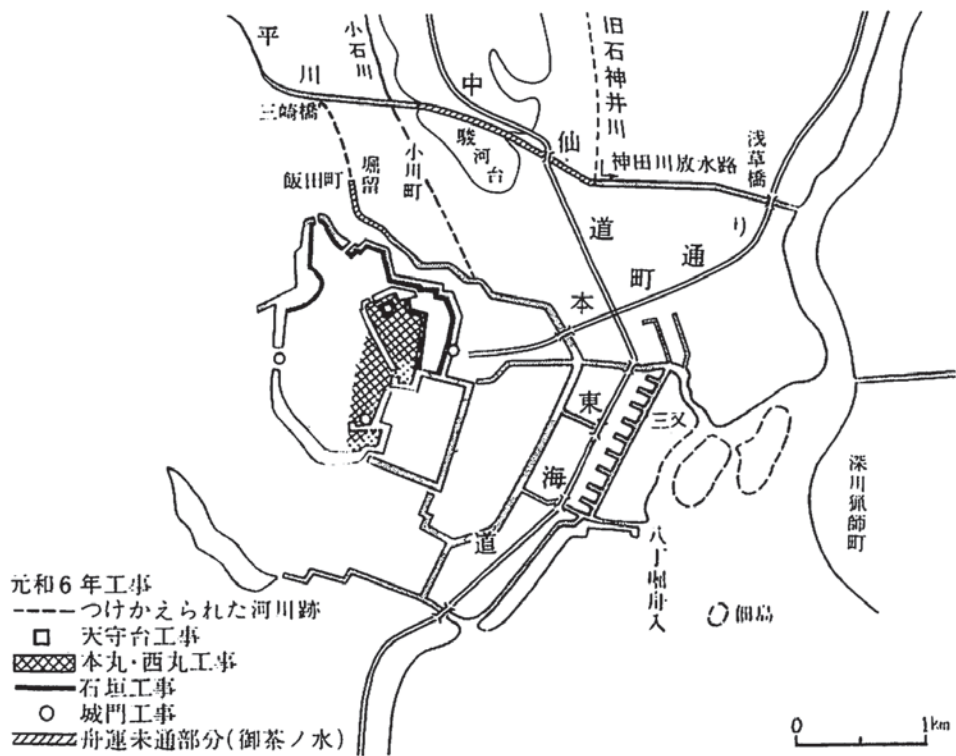 平川
小石川
中仙道
旧石神井川
三崎橋
駿河台
神田川放水路
浅草橋
飯田町
堀留
小川町
本町通り
東海道
三又
深川猟師町
八丁堀舟入
佃島
元和6年工事
つけかえられた河川跡
天守台工事
本丸・西丸工事
石垣工事
城門工事
舟運未通部分(御茶ノ水)
0 1km